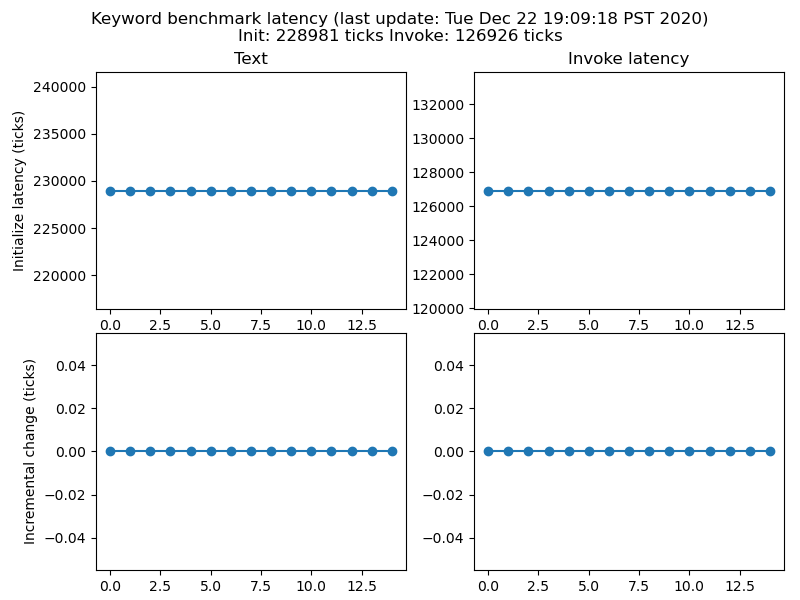 Keyword benchmark latency (last update: Tue Dec 22 19:09:18 PST 2020)
Init: 228981 ticks Invoke: 126926 ticks
Text
Initialize latency (ticks)
240000
235000
230000
225000
220000
0.0 2.5 5.0 7.5 10.0 12.5
Invoke latency
132000
130000
128000
126000
124000
122000
120000
0.0 2.5 5.0 7.5 10.0 12.5
Incremental change (ticks)
0.04
0.02
0.00
−0.02
−0.04
0.0 2.5 5.0 7.5 10.0 12.5
0.04
0.02
0.00
−0.02
−0.04
0.0 2.5 5.0 7.5 10.0 12.5